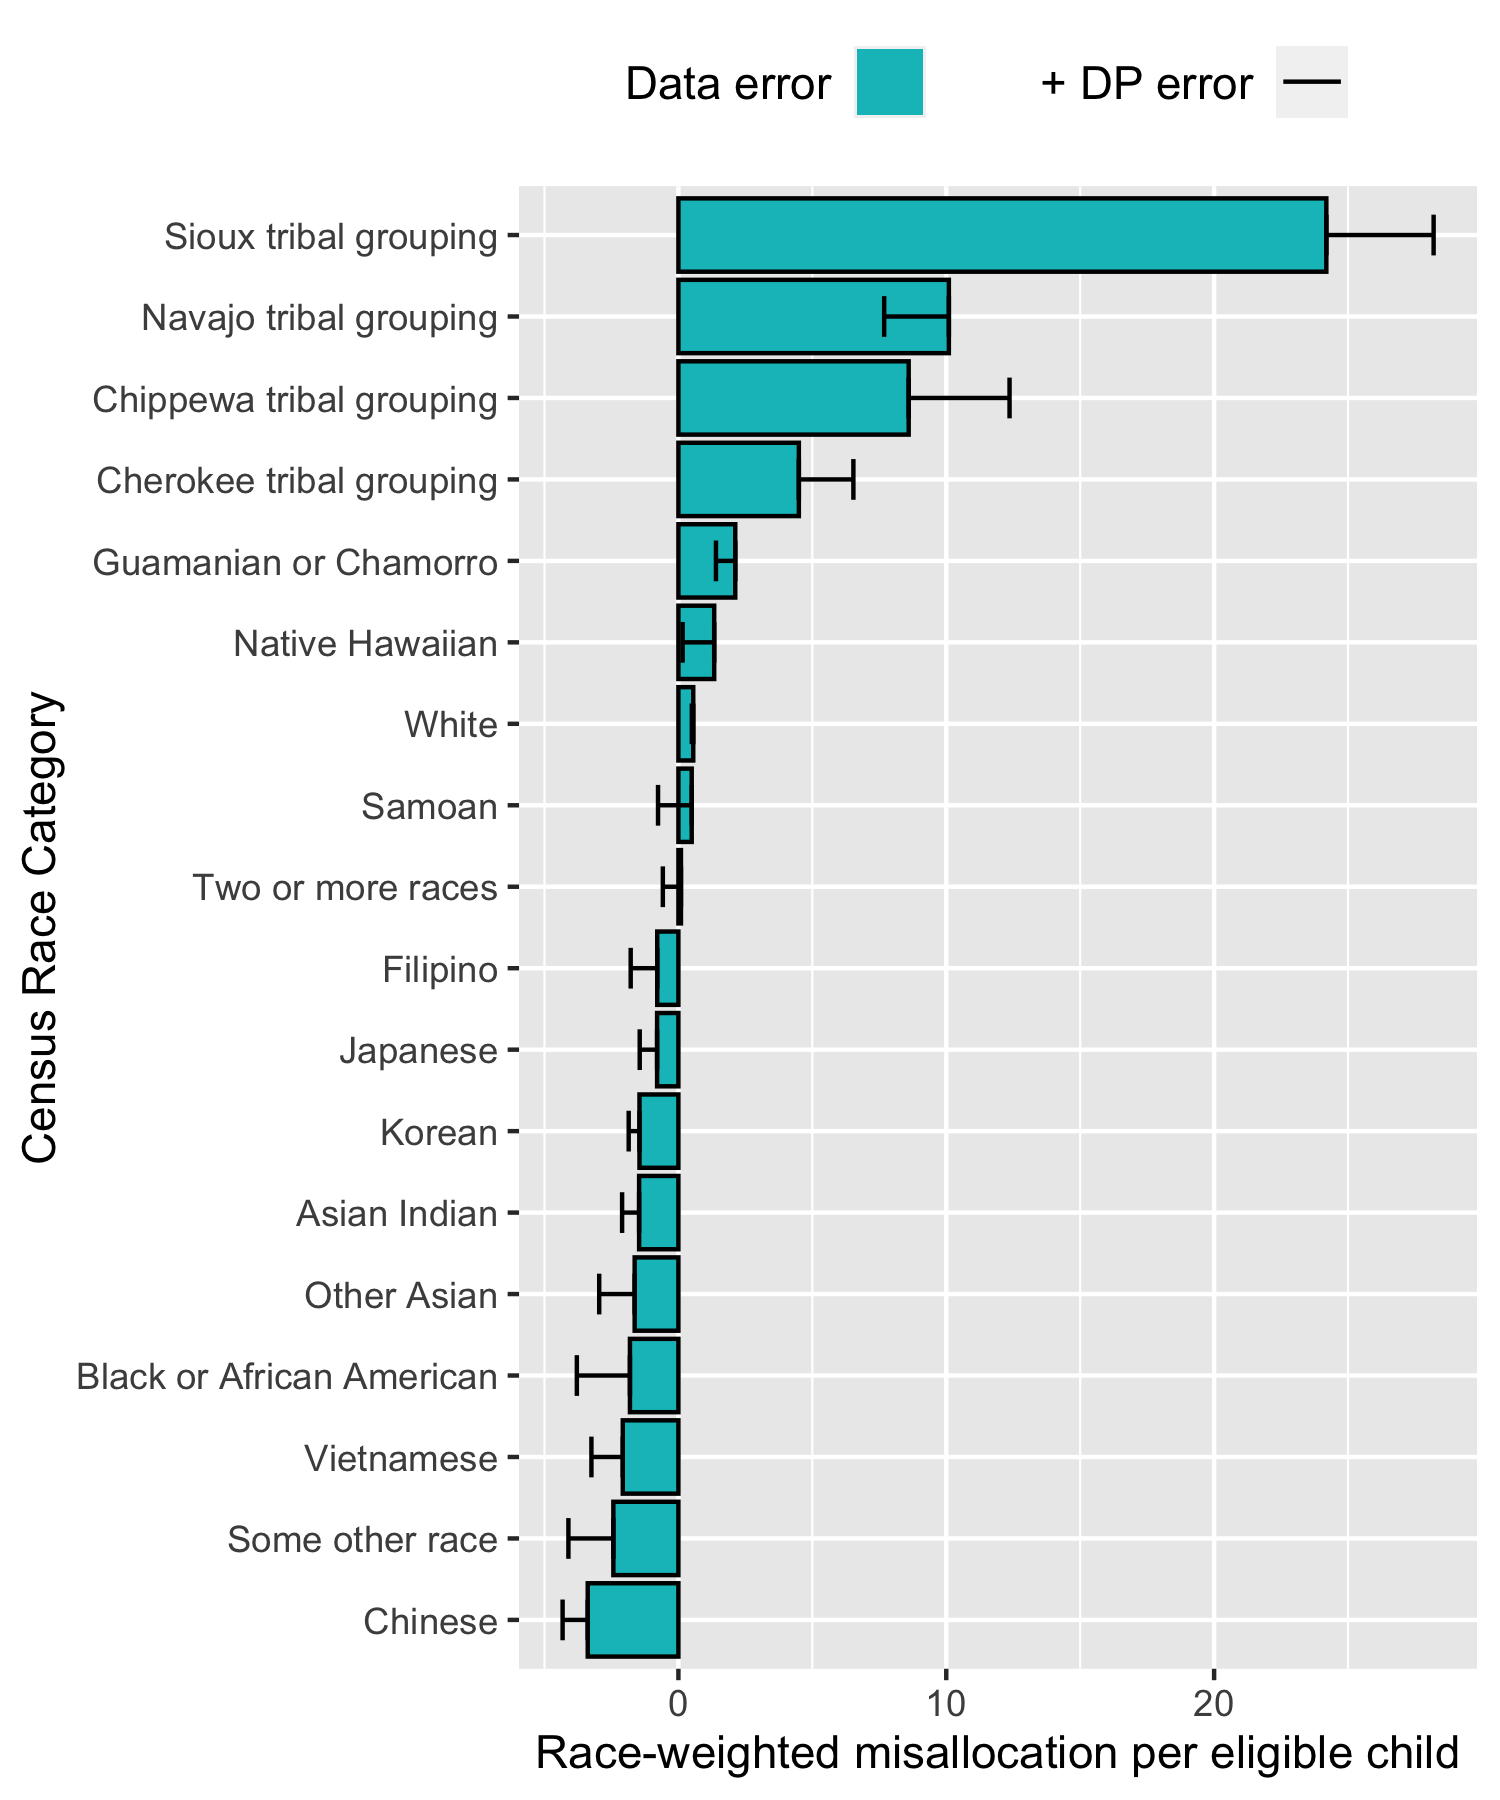 Data error + DP error
Sioux tribal grouping
Navajo tribal grouping
Chippewa tribal grouping
Cherokee tribal grouping
Guamanian or Chamorro
Native Hawaiian
White
Samoan
Two or more races
Filipino
Japanese
Korean
Asian Indian
Other Asian
Black or African American
Vietnamese
Some other race
Chinese
Census Race Category
0 10 20
Race-weighted misallocation per eligible child